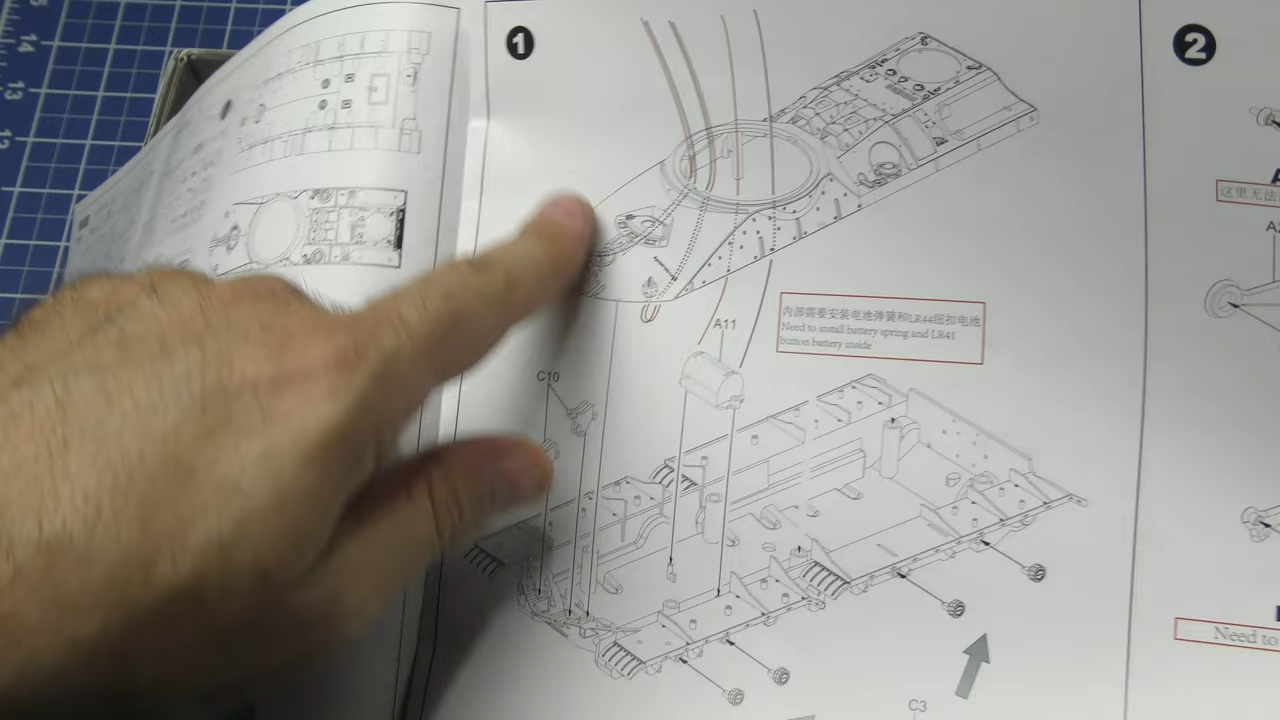 14
13
12
1
2
这里无法
A2
内部需要安装电池弹簧和LR44纽扣电池
Need to install battery spring and LR41
button battery inside
A11
C10
Need to
C3